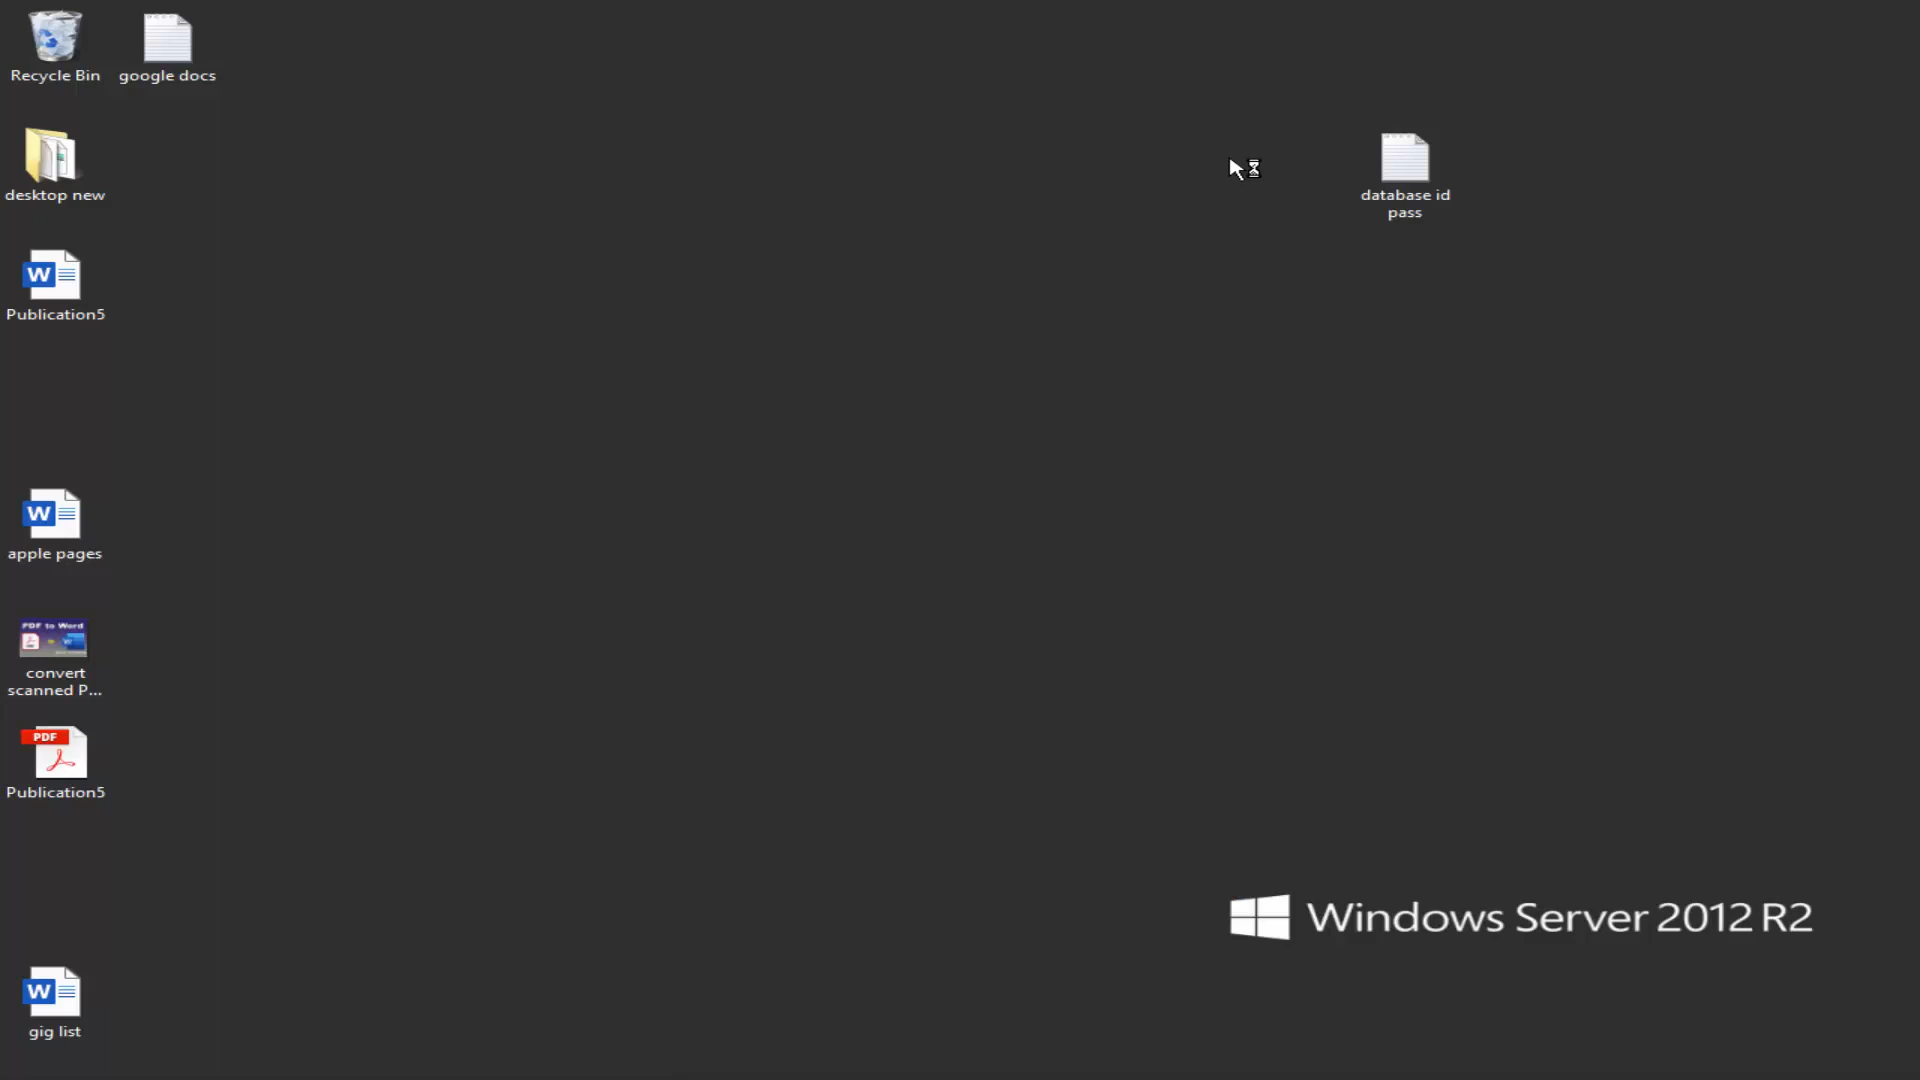 Recycle Bin
google docs
desktop new
database id
pass
W
Publication5
W
apple pages
PDF to Word
W
convert
scanned P...
PDF
Publication5
Windows Server 2012 R2
W
gig list